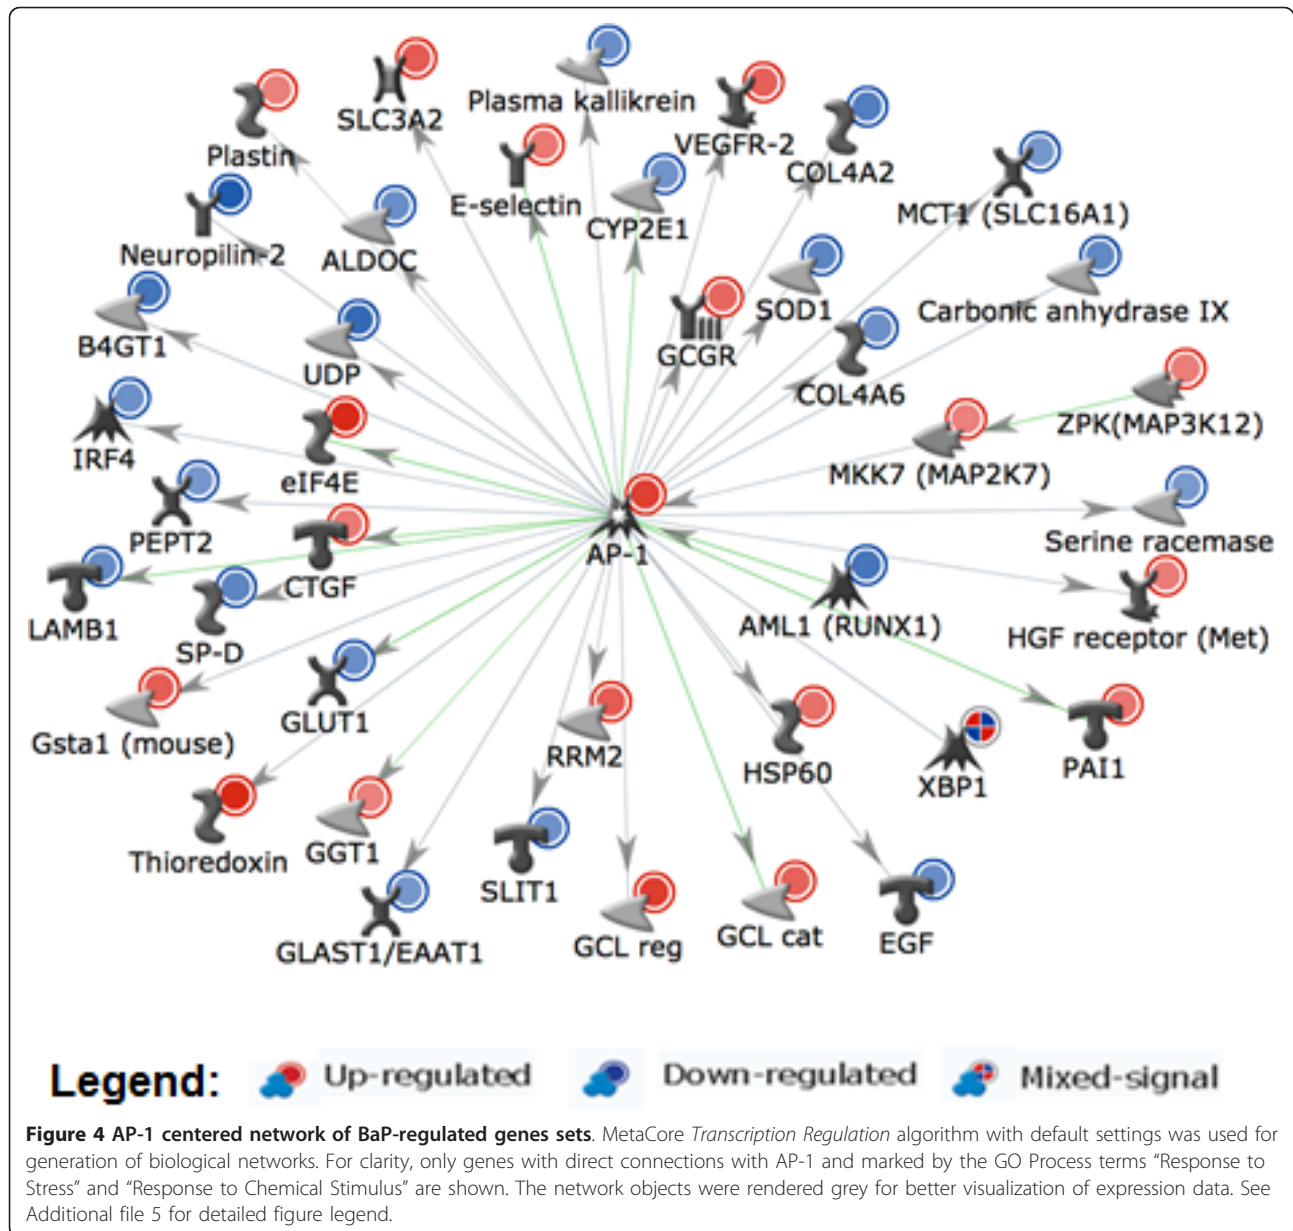 SLC3A2
Plasma kallikrein
VEGFR-2
Plastin
COL4A2
E-selectin
MCT1 (SLC16A1)
CYP2E1
Neuropilin-2
ALDOC
SOD1
Carbonic anhydrase IX
B4GT1
GCGR
UDP
COL4A6
ZPK(MAP3K12)
IRF4
eIF4E
MKK7 (MAP2K7)
PEPT2
Serine racemase
AP-1
CTGF
LAMB1
AML1 (RUNX1)
HGF receptor (Met)
SP-D
GLUT1
Gsta1 (mouse)
RRM2
HSP60
PAI1
XBP1
Thioredoxin
GGT1
SLIT1
GCL cat
GCL reg
EGF
GLAST1/EAAT1
Legend: Up-regulated Down-regulated Mixed-signal
Figure 4 AP-1 centered network of BaP-regulated genes sets. MetaCore Transcription Regulation algorithm with default settings was used for
generation of biological networks. For clarity, only genes with direct connections with AP-1 and marked by the GO Process terms “Response to
Stress” and “Response to Chemical Stimulus” are shown. The network objects were rendered grey for better visualization of expression data. See
Additional file 5 for detailed figure legend.